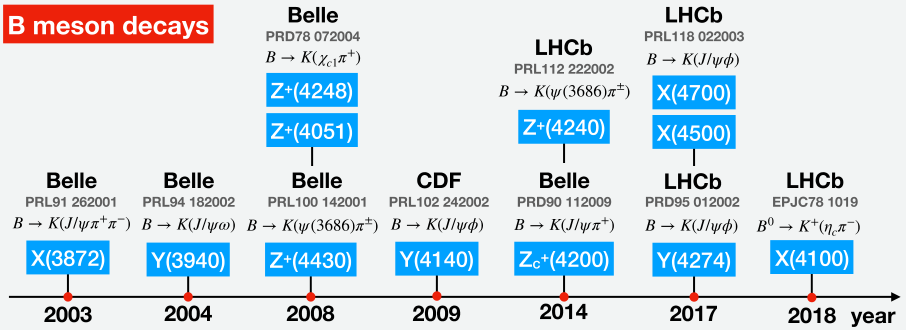 B meson decays
Belle
PRD78 072004
B → K(χc1π+)
Z+(4248)
Z+(4051)
LHCb
PRL112 222002
B → K(ψ(3686)π±)
Z+(4240)
LHCb
PRL118 022003
B → K(J/ψϕ)
X(4700)
X(4500)
Belle
PRL91 262001
B → K(J/ψπ+π−)
X(3872)
Belle
PRL94 182002
B → K(J/ψω)
Y(3940)
Belle
PRL100 142001
B → K(ψ(3686)π±)
Z+(4430)
CDF
PRL102 242002
B → K(J/ψϕ)
Y(4140)
Belle
PRD90 112009
B → K(J/ψπ+)
Zc+(4200)
LHCb
PRD95 012002
B → K(J/ψϕ)
Y(4274)
LHCb
EPJC78 1019
B0 → K+(ηcπ−)
X(4100)
2003 2004 2008 2009 2014 2017 2018 year